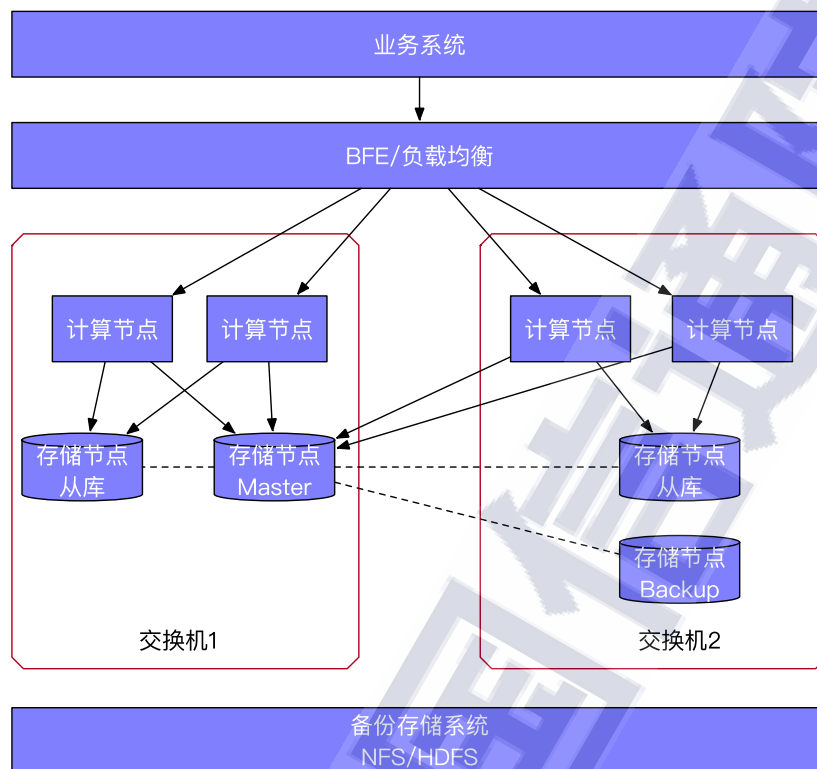 业务系统
BFE/负载均衡
计算节点
计算节点
计算节点
计算节点
存储节点
从库
存储节点
Master
存储节点
从库
存储节点
Backup
交换机1
交换机2
备份存储系统
NFS/HDFS